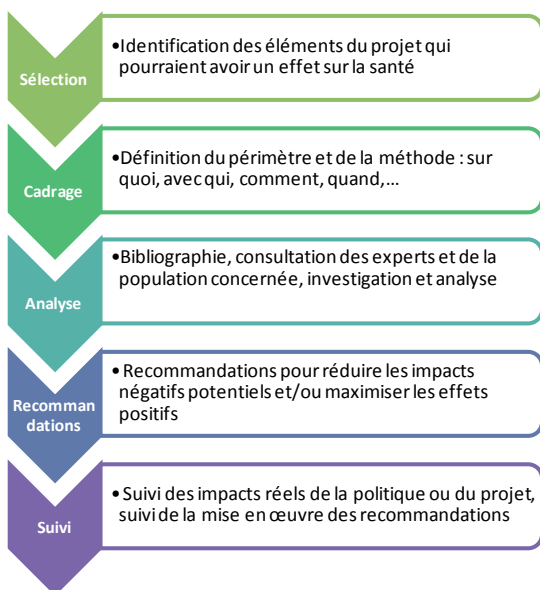 Sélection
•Identification des éléments du projet qui
pourraient avoir un effet sur la santé
Cadrage
•Définition du périmètre et de la méthode : sur
quoi, avec qui, comment, quand,…
Analyse
•Bibliographie, consultation des experts et de la
population concernée, investigation et analyse
Recomman
dations
•Recommandations pour réduire les impacts
négatifs potentiels et/ou maximiser les effets
positifs
Suivi
•Suivi des impacts réels de la politique ou du projet,
suivi de la mise en œuvre des recommandations